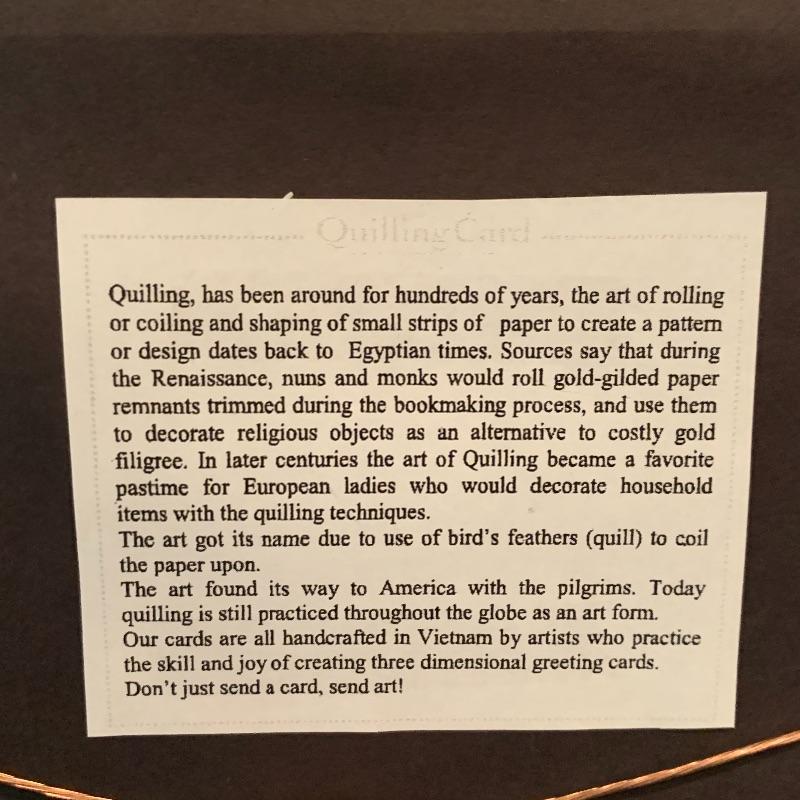 Quilling Card
Quilling, has been around for hundreds of years, the art of rolling
or coiling and shaping of small strips of paper to create a pattern
or design dates back to Egyptian times. Sources say that during
the Renaissance, nuns and monks would roll gold-gilded paper
remnants trimmed during the bookmaking process, and use them
to decorate religious objects as an alternative to costly gold
filigree. In later centuries the art of Quilling became a favorite
pastime for European ladies who would decorate household
items with the quilling techniques.
The art got its name due to use of bird's feathers (quill) to coil
the paper upon.
The art found its way to America with the pilgrims. Today
quilling is still practiced throughout the globe as an art form.
Our cards are all handcrafted in Vietnam by artists who practice
the skill and joy of creating three dimensional greeting cards.
Don't just send a card, send art!